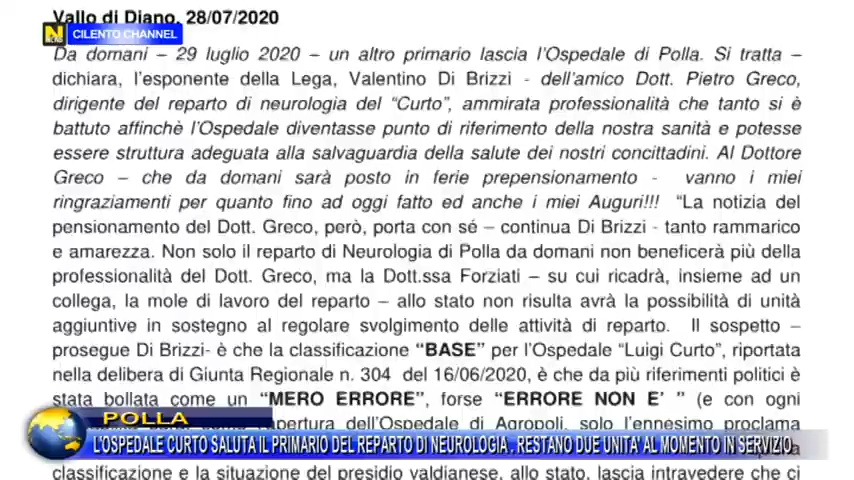 Vallo di Diano, 28/07/2020
N
CILENTO CHANNEL
Da domani – 29 luglio 2020 – un altro primario lascia l'Ospedale di Polla. Si tratta –
dichiara, l'esponente della Lega, Valentino Di Brizzi - dell'amico Dott. Pietro Greco,
dirigente del reparto di neurologia del "Curto", ammirata professionalità che tanto si è
battuto affinchè l'Ospedale diventasse punto di riferimento della nostra sanità e potesse
essere struttura adeguata alla salvaguardia della salute dei nostri concittadini. Al Dottore
Greco – che da domani sarà posto in ferie prepensionamento - vanno i miei
ringraziamenti per quanto fino ad oggi fatto ed anche i miei Auguri!!! "La notizia del
pensionamento del Dott. Greco, però, porta con sé – continua Di Brizzi - tanto rammarico
e amarezza. Non solo il reparto di Neurologia di Polla da domani non beneficerà più della
professionalità del Dott. Greco, ma la Dott.ssa Forziati – su cui ricadrà, insieme ad un
collega, la mole di lavoro del reparto – allo stato non risulta avrà la possibilità di unità
aggiuntive in sostegno al regolare svolgimento delle attività di reparto. Il sospetto –
prosegue Di Brizzi- è che la classificazione "BASE" per l'Ospedale "Luigi Curto", riportata
nella delibera di Giunta Regionale n. 304 del 16/06/2020, è che da più riferimenti politici è
stata bollata come un "MERO ERRORE", forse "ERRORE NON E' " (e con ogni
apertura dell'Ospedale di Agropoli, solo l'ennesimo proclama
POLLA
L'OSPEDALE CURTO SALUTA IL PRIMARIO DEL REPARTO DI NEUROLOGIA . RESTANO DUE UNITA' AL MOMENTO IN SERVIZIO
classificazione e la situazione del presidio valdianese, allo stato, lascia intravedere che ci